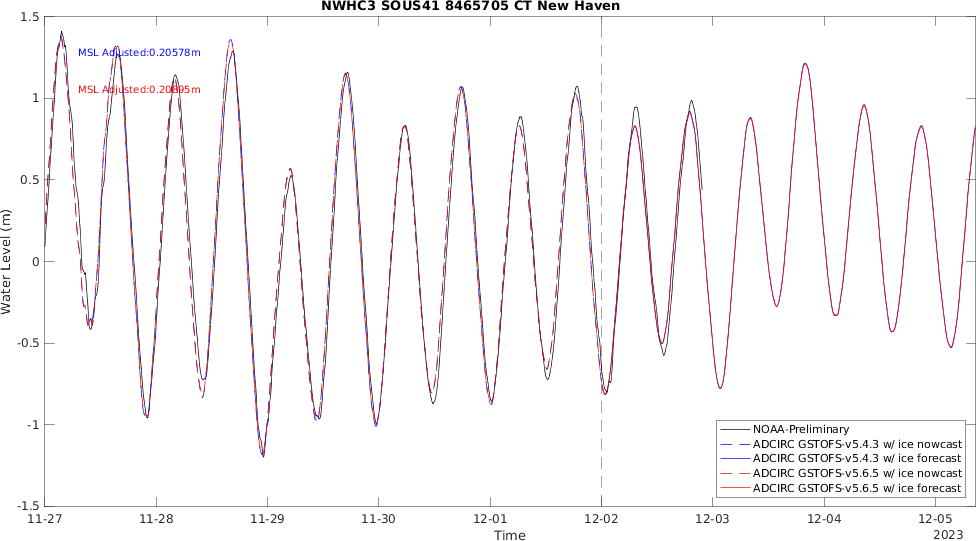 NWHC3 SOUS41 8465705 CT New Haven
1.5
MSL Adjusted:0.20578m
MSL Adjusted:0.20895m
1
0.5
0
-0.5
-1
-1.5
Water Level (m)
NOAA-Preliminary
ADCIRC GSTOFS-v5.4.3 w/ ice nowcast
ADCIRC GSTOFS-v5.4.3 w/ ice forecast
ADCIRC GSTOFS-v5.6.5 w/ ice nowcast
ADCIRC GSTOFS-v5.6.5 w/ ice forecast
11-27 11-28 11-29 11-30 12-01 12-02 12-03 12-04 12-05
Time
2023